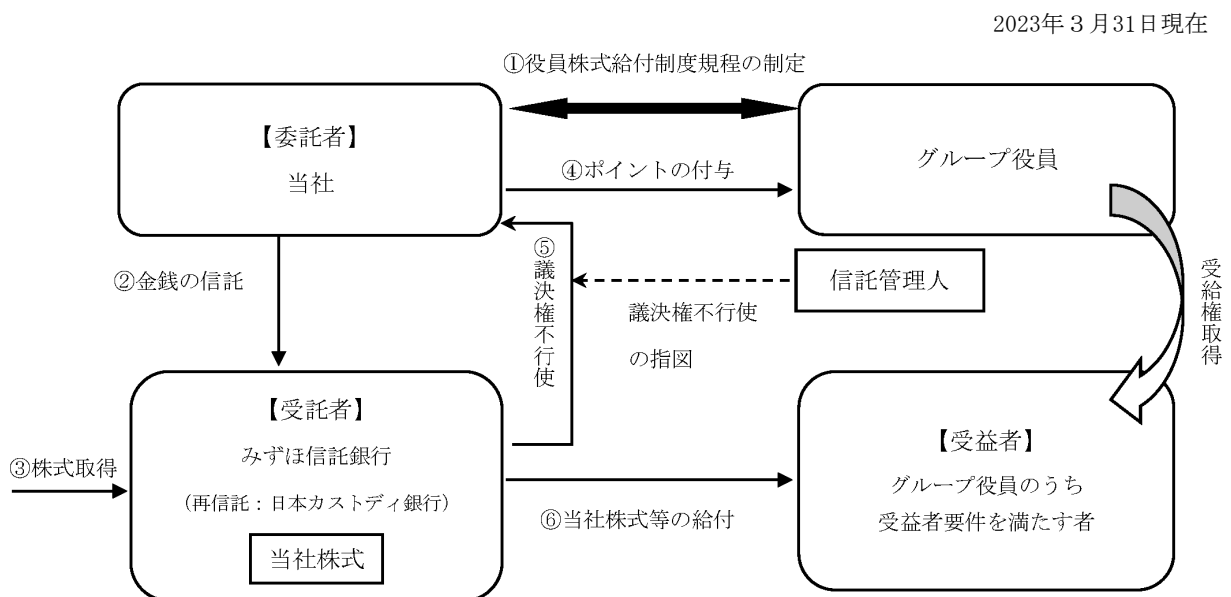 2023年３月31日現在
①役員株式給付制度規程の制定
【委託者】
当社
④ポイントの付与
グループ役員
②金銭の信託
⑤議決権不行使
議決権不行使
の指図
信託管理人
受給権取得
③株式取得
【受託者】
みずほ信託銀行
（再信託：日本カストディ銀行）
当社株式
⑥当社株式等の給付
【受益者】
グループ役員のうち
受益者要件を満たす者